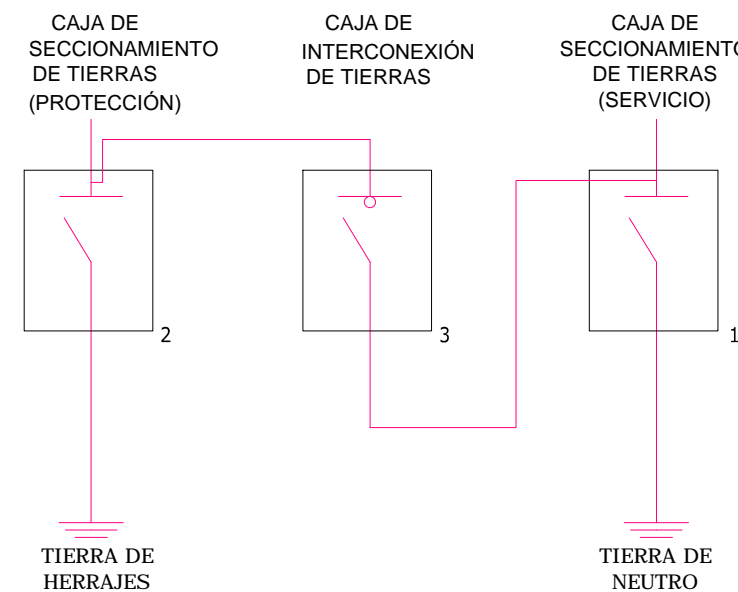 CAJA DE
SECCIONAMIENTO
DE TIERRAS
(PROTECCIÓN)
CAJA DE
INTERCONEXIÓN
DE TIERRAS
CAJA DE
SECCIONAMIENTO
DE TIERRAS
(SERVICIO)
2
3
1
TIERRA DE
HERRAJES
TIERRA DE
NEUTRO